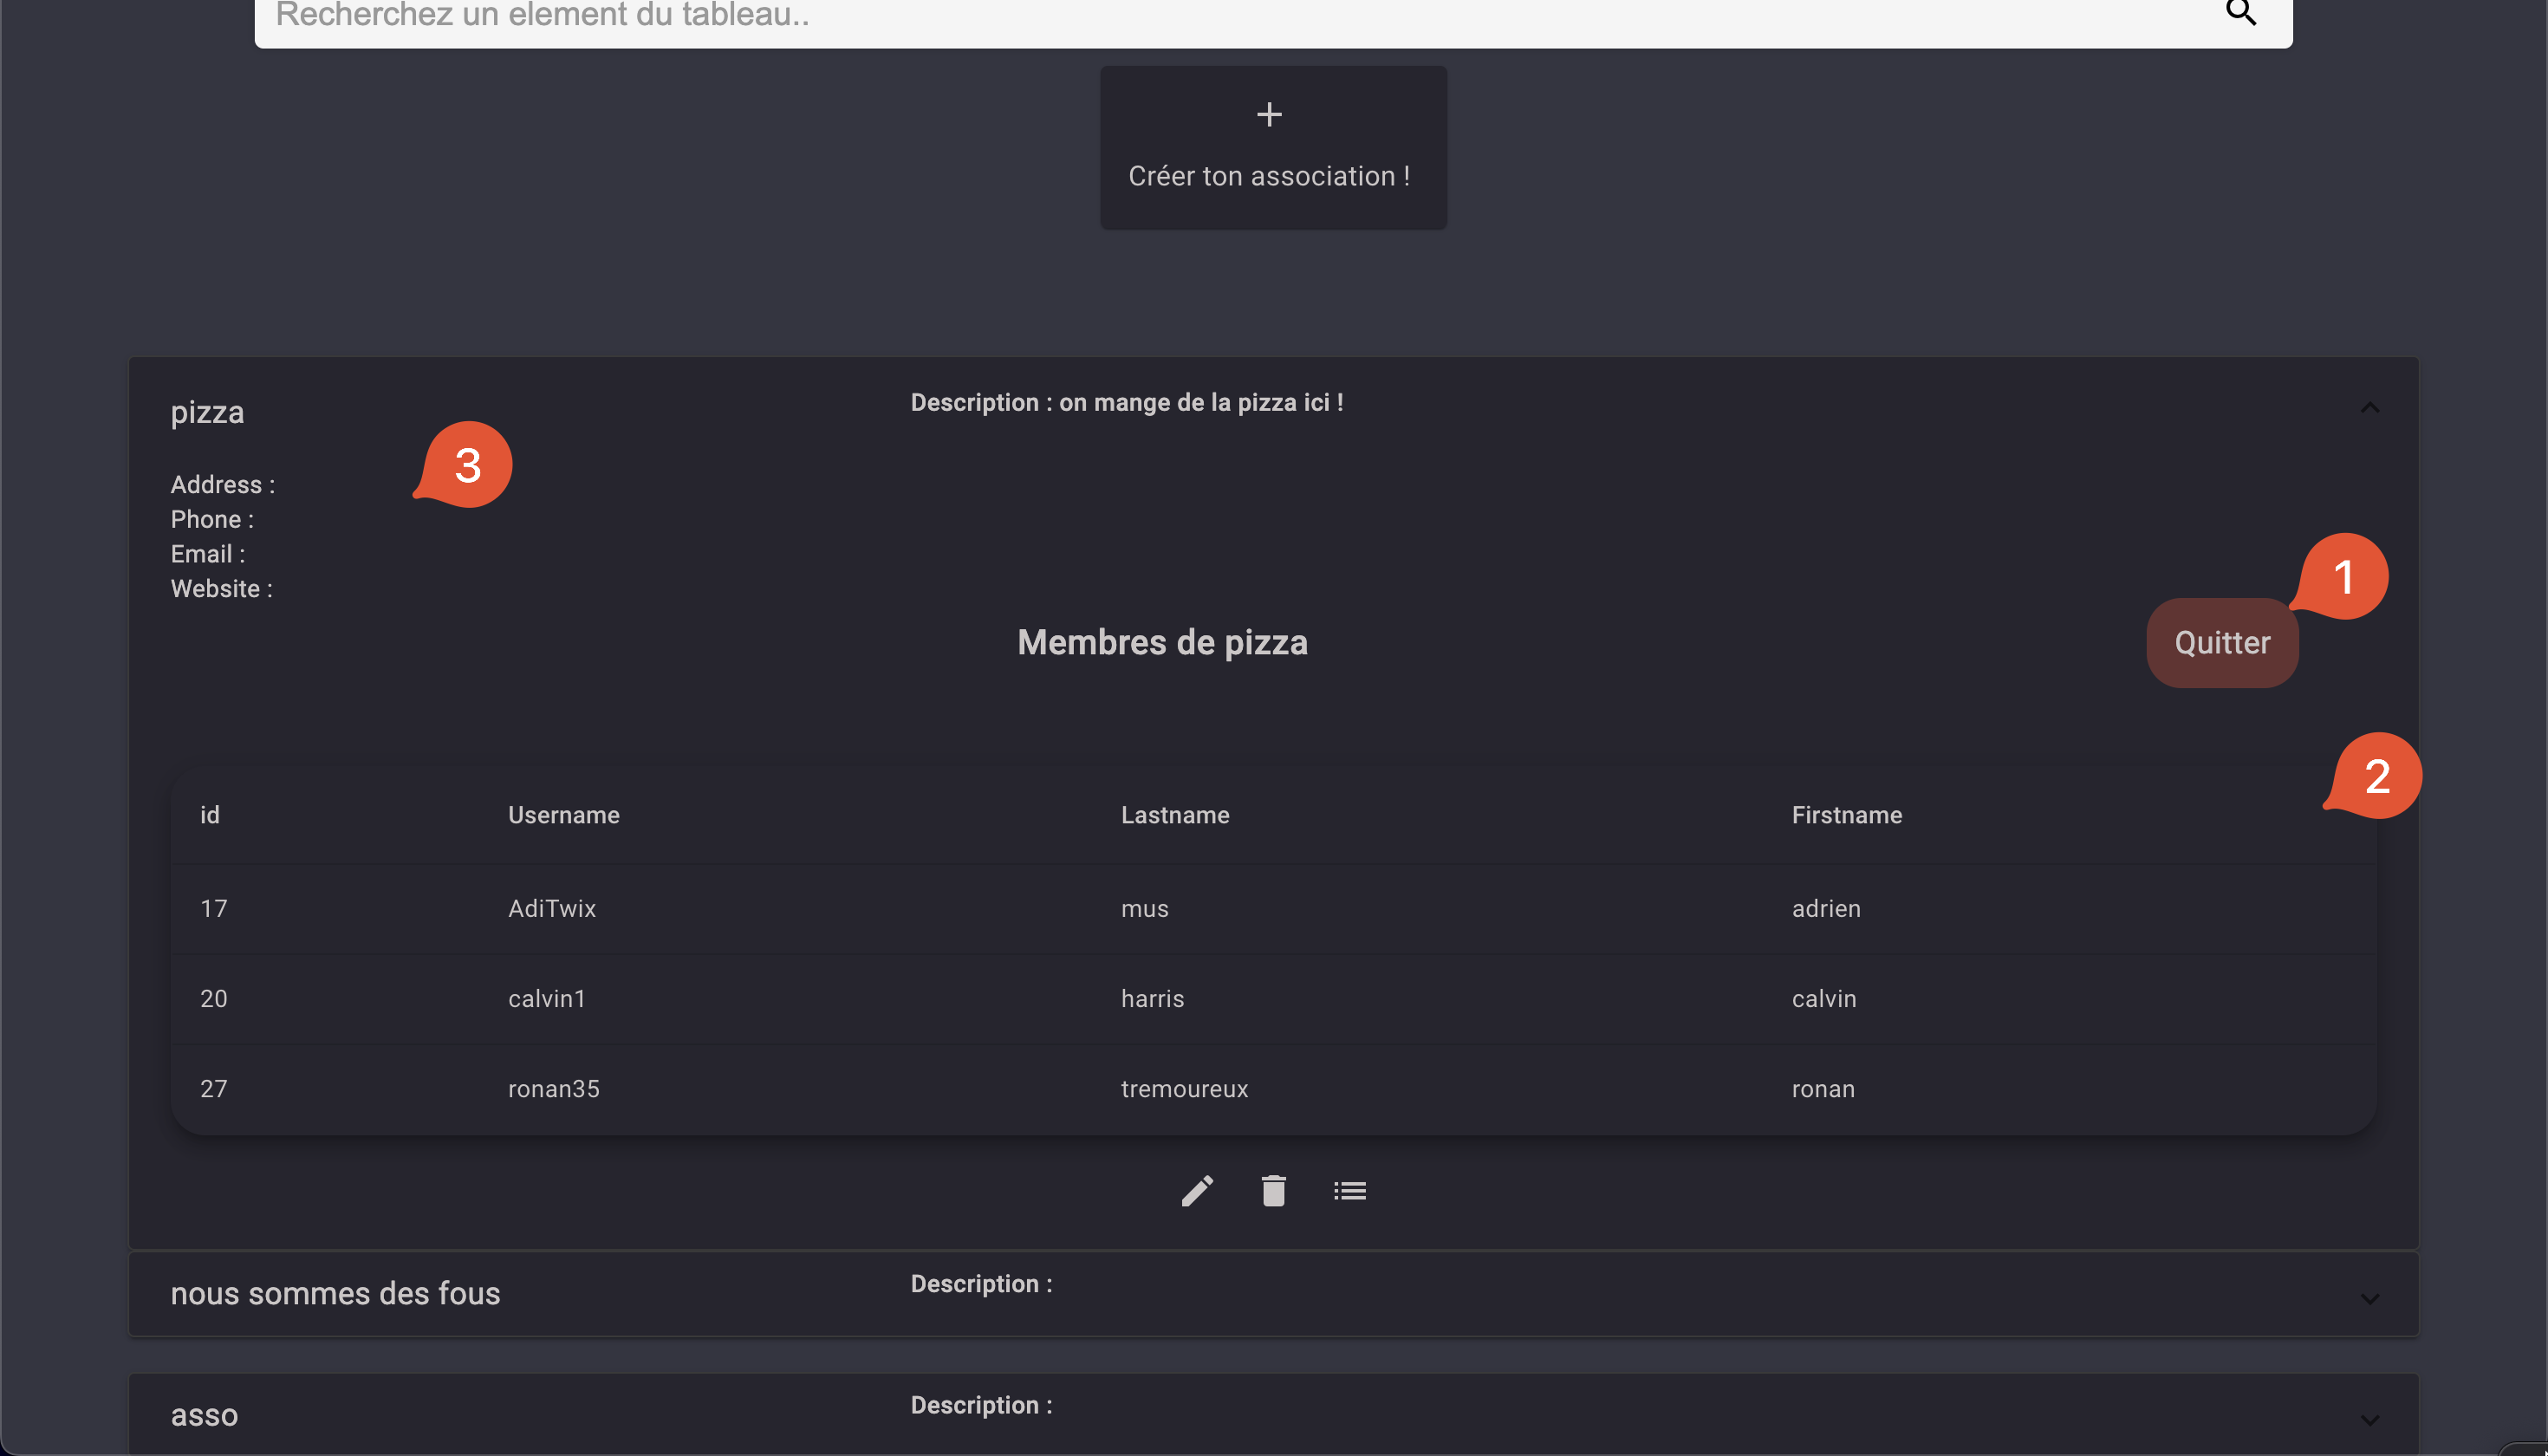 Recherchez un element du tableau..
+
Créer ton association !
pizza
Description : on mange de la pizza ici !
3
Address :
Phone :
Email :
Website :
1
Membres de pizza
Quitter
2
id Username Lastname Firstname
17 AdiTwix mus adrien
20 calvin1 harris calvin
27 ronan35 tremoureux ronan
nous sommes des fous
Description :
asso
Description :